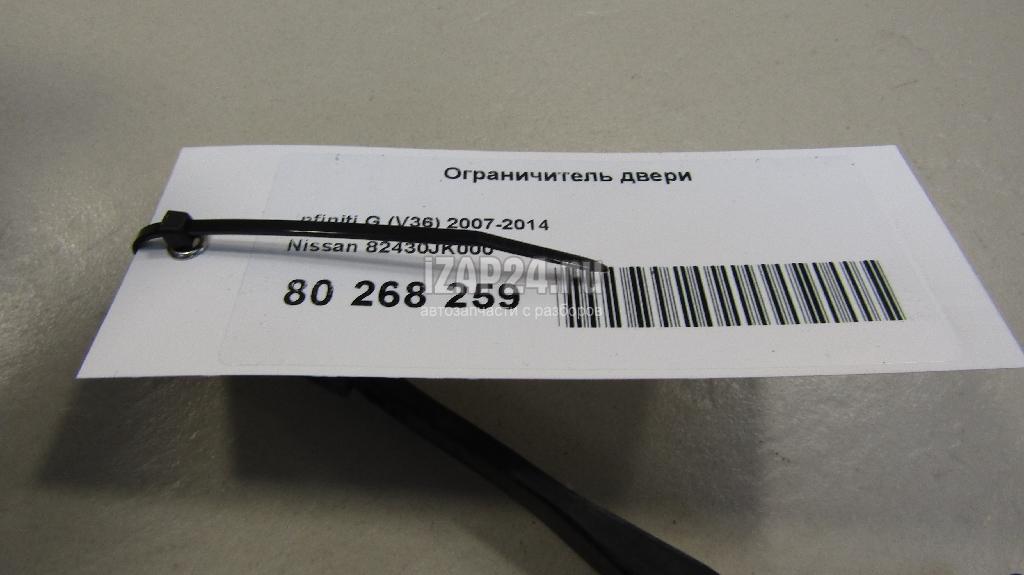 Ограничитель двери
nfiniti G (V36) 2007-2014
Nissan 82430JK000
80 268 259
iZAP24.ru
автозапчасти с разборов